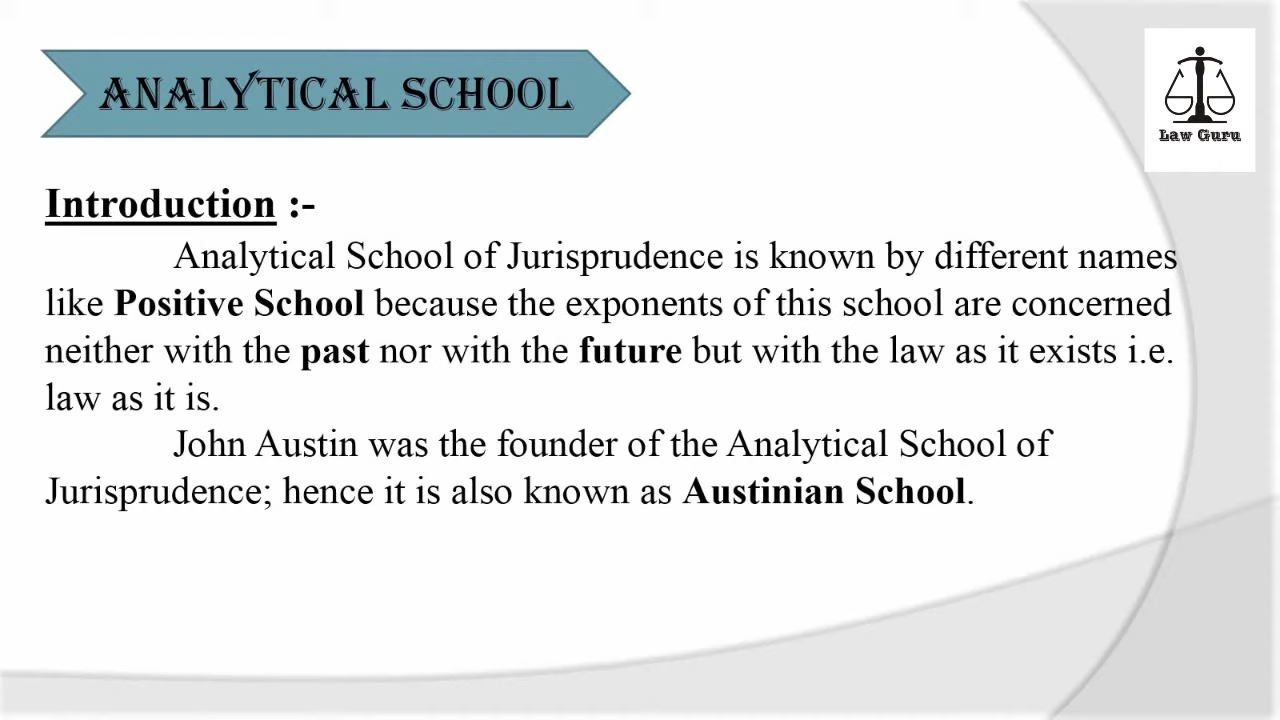 ANALYTICAL SCHOOL
Law Guru
Introduction :-
Analytical School of Jurisprudence is known by different names
like Positive School because the exponents of this school are concerned
neither with the past nor with the future but with the law as it exists i.e.
law as it is.
John Austin was the founder of the Analytical School of
Jurisprudence; hence it is also known as Austinian School.